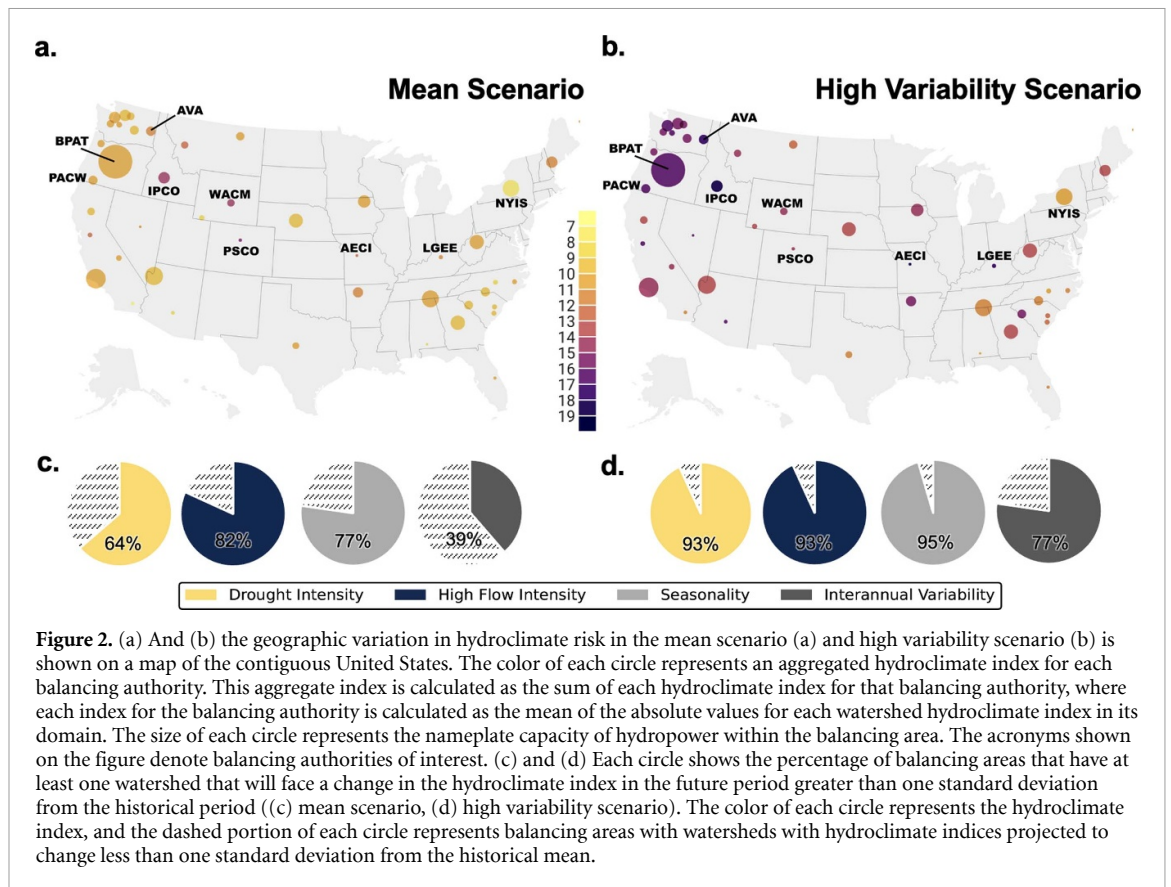 a.
Mean Scenario
AVA
BPAT
PACW
IPCO
WACM
NYIS
PSCO
AECI
LGEE
7
8
9
10
11
12
13
14
15
16
17
18
19
b.
High Variability Scenario
AVA
BPAT
PACW
IPCO
WACM
NYIS
PSCO
AECI
LGEE
c.
64%
82%
77%
39%
d.
93%
93%
95%
77%
Drought Intensity
High Flow Intensity
Seasonality
Interannual Variability
Figure 2. (a) And (b) the geographic variation in hydroclimate risk in the mean scenario (a) and high variability scenario (b) is
shown on a map of the contiguous United States. The color of each circle represents an aggregated hydroclimate index for each
balancing authority. This aggregate index is calculated as the sum of each hydroclimate index for that balancing authority, where
each index for the balancing authority is calculated as the mean of the absolute values for each watershed hydroclimate index in its
domain. The size of each circle represents the nameplate capacity of hydropower within the balancing area. The acronyms shown
on the figure denote balancing authorities of interest. (c) and (d) Each circle shows the percentage of balancing areas that have at
least one watershed that will face a change in the hydroclimate index in the future period greater than one standard deviation
from the historical period ((c) mean scenario, (d) high variability scenario). The color of each circle represents the hydroclimate
index, and the dashed portion of each circle represents balancing areas with watersheds with hydroclimate indices projected to
change less than one standard deviation from the historical mean.